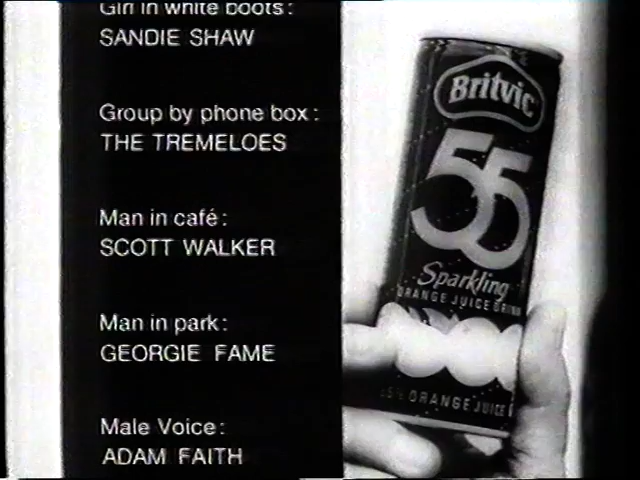 Girl in white boots:
SANDIE SHAW
Group by phone box:
THE TREMELOES
Man in café:
SCOTT WALKER
Man in park:
GEORGIE FAME
Male Voice:
ADAM FAITH
Britvic
55
Sparkling
ORANGE JUICE DRINK
55% ORANGE JUICE